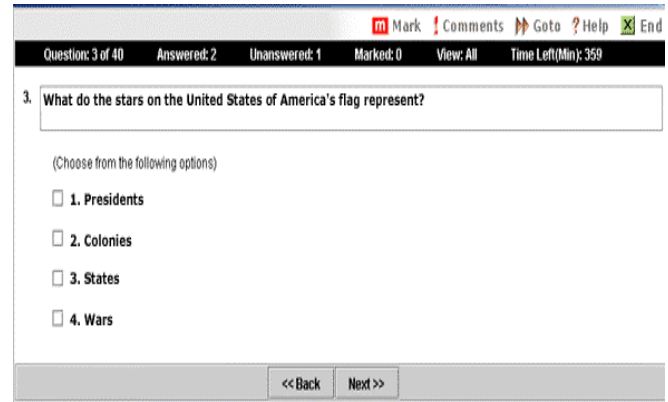 m Mark ! Comments Goto ? Help X End
Question: 3 of 40 Answered: 2 Unanswered: 1 Marked: 0 View: All Time Left(Min): 359
3. What do the stars on the United States of America's flag represent?
(Choose from the following options)
1. Presidents
2. Colonies
3. States
4. Wars
<< Back Next >>